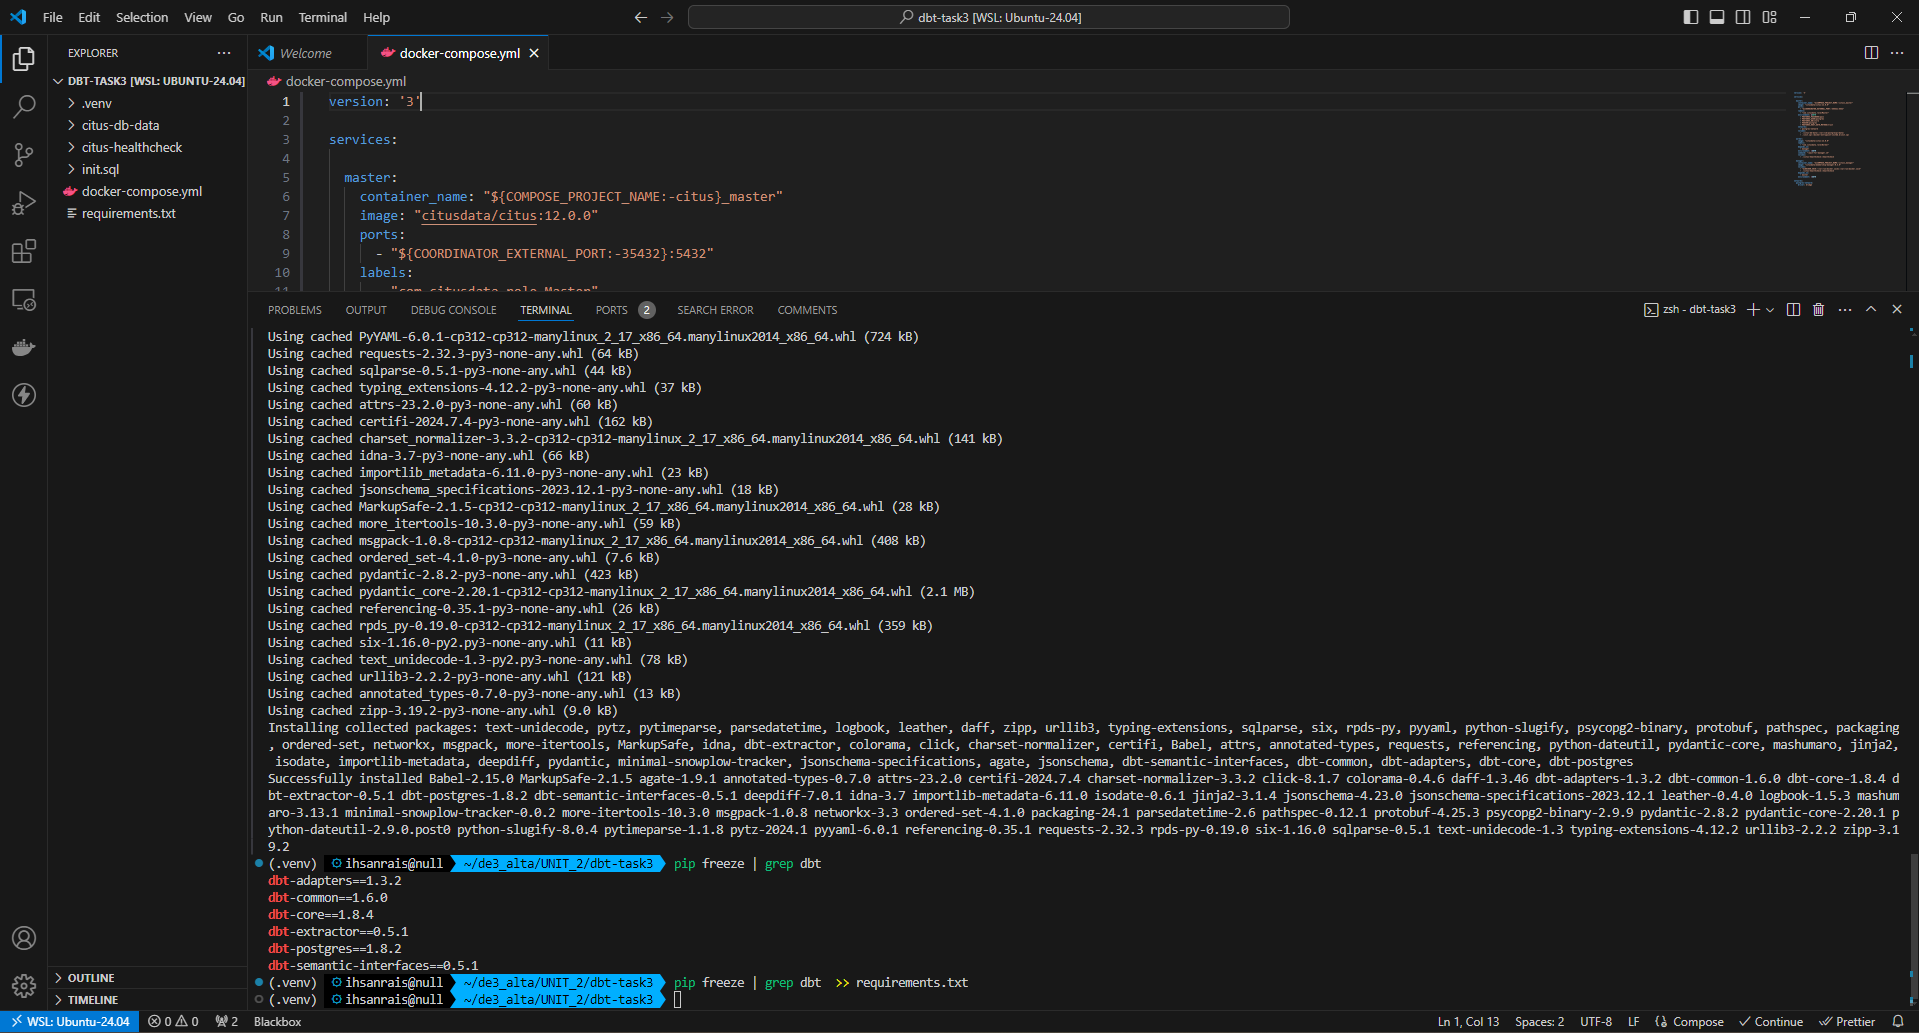 File Edit Selection View Go Run Terminal Help
dbt-task3 [WSL: Ubuntu-24.04]
EXPLORER
DBT-TASK3 [WSL: UBUNTU-24.04]
.venv
citus-db-data
citus-healthcheck
init.sql
docker-compose.yml
requirements.txt
OUTLINE
TIMELINE
Welcome docker-compose.yml
docker-compose.yml
1 version: '3'
2
3 services:
4
5 master:
6 container_name: "${COMPOSE_PROJECT_NAME:-citus}_master"
7 image: "citusdata/citus:12.0.0"
8 ports:
9 - "${COORDINATOR_EXTERNAL_PORT:-35432}:5432"
10 labels:
11 - "com.citusdata.role=Master"
PROBLEMS OUTPUT DEBUG CONSOLE TERMINAL PORTS 2 SEARCH ERROR COMMENTS
zsh - dbt-task3
Using cached PyYAML-6.0.1-cp312-cp312-manylinux_2_17_x86_64.manylinux2014_x86_64.whl (724 kB)
Using cached requests-2.32.3-py3-none-any.whl (64 kB)
Using cached sqlparse-0.5.1-py3-none-any.whl (44 kB)
Using cached typing_extensions-4.12.2-py3-none-any.whl (37 kB)
Using cached attrs-23.2.0-py3-none-any.whl (60 kB)
Using cached certifi-2024.7.4-py3-none-any.whl (162 kB)
Using cached charset_normalizer-3.3.2-cp312-cp312-manylinux_2_17_x86_64.manylinux2014_x86_64.whl (141 kB)
Using cached idna-3.7-py3-none-any.whl (66 kB)
Using cached importlib_metadata-6.11.0-py3-none-any.whl (23 kB)
Using cached jsonschema_specifications-2023.12.1-py3-none-any.whl (18 kB)
Using cached MarkupSafe-2.1.5-cp312-cp312-manylinux_2_17_x86_64.manylinux2014_x86_64.whl (28 kB)
Using cached more_itertools-10.3.0-py3-none-any.whl (59 kB)
Using cached msgpack-1.0.8-cp312-cp312-manylinux_2_17_x86_64.manylinux2014_x86_64.whl (408 kB)
Using cached ordered_set-4.1.0-py3-none-any.whl (7.6 kB)
Using cached pydantic-2.8.2-py3-none-any.whl (423 kB)
Using cached pydantic_core-2.20.1-cp312-cp312-manylinux_2_17_x86_64.manylinux2014_x86_64.whl (2.1 MB)
Using cached referencing-0.35.1-py3-none-any.whl (26 kB)
Using cached rpds_py-0.19.0-cp312-cp312-manylinux_2_17_x86_64.manylinux2014_x86_64.whl (359 kB)
Using cached six-1.16.0-py2.py3-none-any.whl (11 kB)
Using cached text_unidecode-1.3-py2.py3-none-any.whl (78 kB)
Using cached urllib3-2.2.2-py3-none-any.whl (121 kB)
Using cached annotated_types-0.7.0-py3-none-any.whl (13 kB)
Using cached zipp-3.19.2-py3-none-any.whl (9.0 kB)
Installing collected packages: text-unidecode, pytz, pytimeparse, parsedatetime, logbook, leather, daff, zipp, urllib3, typing-extensions, sqlparse, six, rpds-py, pyyaml, python-slugify, psycopg2-binary, protobuf, pathspec, packaging
, ordered-set, networkx, msgpack, more-itertools, MarkupSafe, idna, dbt-extractor, colorama, click, charset-normalizer, certifi, Babel, attrs, annotated-types, requests, referencing, python-dateutil, pydantic-core, mashumaro, jinja2,
isodate, importlib-metadata, deepdiff, pydantic, minimal-snowplow-tracker, jsonschema-specifications, agate, jsonschema, dbt-semantic-interfaces, dbt-common, dbt-adapters, dbt-core, dbt-postgres
Successfully installed Babel-2.15.0 MarkupSafe-2.1.5 agate-1.9.1 annotated-types-0.7.0 attrs-23.2.0 certifi-2024.7.4 charset-normalizer-3.3.2 click-8.1.7 colorama-0.4.6 daff-1.3.46 dbt-adapters-1.3.2 dbt-common-1.6.0 dbt-core-1.8.4 d
bt-extractor-0.5.1 dbt-postgres-1.8.2 dbt-semantic-interfaces-0.5.1 deepdiff-7.0.1 idna-3.7 importlib-metadata-6.11.0 isodate-0.6.1 jinja2-3.1.4 jsonschema-4.23.0 jsonschema-specifications-2023.12.1 leather-0.4.0 logbook-1.5.3 mashum
aro-3.13.1 minimal-snowplow-tracker-0.0.2 more-itertools-10.3.0 msgpack-1.0.8 networkx-3.3 ordered-set-4.1.0 packaging-24.1 parsedatetime-2.6 pathspec-0.12.1 protobuf-4.25.3 psycopg2-binary-2.9.9 pydantic-2.8.2 pydantic-core-2.20.1 p
ython-dateutil-2.9.0.post0 python-slugify-8.0.4 pytimeparse-1.1.8 pytz-2024.1 pyyaml-6.0.1 referencing-0.35.1 requests-2.32.3 rpds-py-0.19.0 six-1.16.0 sqlparse-0.5.1 text-unidecode-1.3 typing-extensions-4.12.2 urllib3-2.2.2 zipp-3.1
9.2
(.venv) ihsanrais@null ~/de3_alta/UNIT_2/dbt-task3 pip freeze | grep dbt
dbt-adapters==1.3.2
dbt-common==1.6.0
dbt-core==1.8.4
dbt-extractor==0.5.1
dbt-postgres==1.8.2
dbt-semantic-interfaces==0.5.1
(.venv) ihsanrais@null ~/de3_alta/UNIT_2/dbt-task3 pip freeze | grep dbt >> requirements.txt
(.venv) ihsanrais@null ~/de3_alta/UNIT_2/dbt-task3
WSL: Ubuntu-24.04 0 0 2 Blackbox Ln 1, Col 13 Spaces: 2 UTF-8 LF Compose Continue Prettier